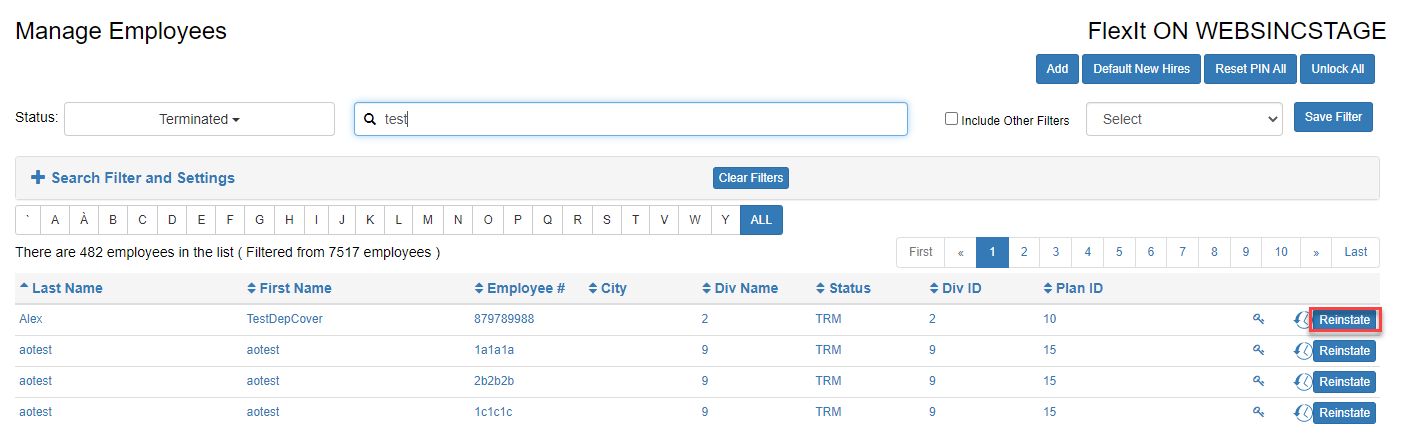 Manage Employees FlexIt ON WEBSINCSTAGE
Add Default New Hires Reset PIN All Unlock All
Status: Terminated test Include Other Filters Select Save Filter
Search Filter and Settings Clear Filters
` A À B C D E F G H I J K L M N O P Q R S T V W Y ALL
There are 482 employees in the list ( Filtered from 7517 employees )
First « 1 2 3 4 5 6 7 8 9 10 » Last
Last Name First Name Employee # City Div Name Status Div ID Plan ID
Alex TestDepCover 879789988 2 TRM 2 10 Reinstate
aotest aotest 1a1a1a 9 TRM 9 15 Reinstate
aotest aotest 2b2b2b 9 TRM 9 15 Reinstate
aotest aotest 1c1c1c 9 TRM 9 15 Reinstate